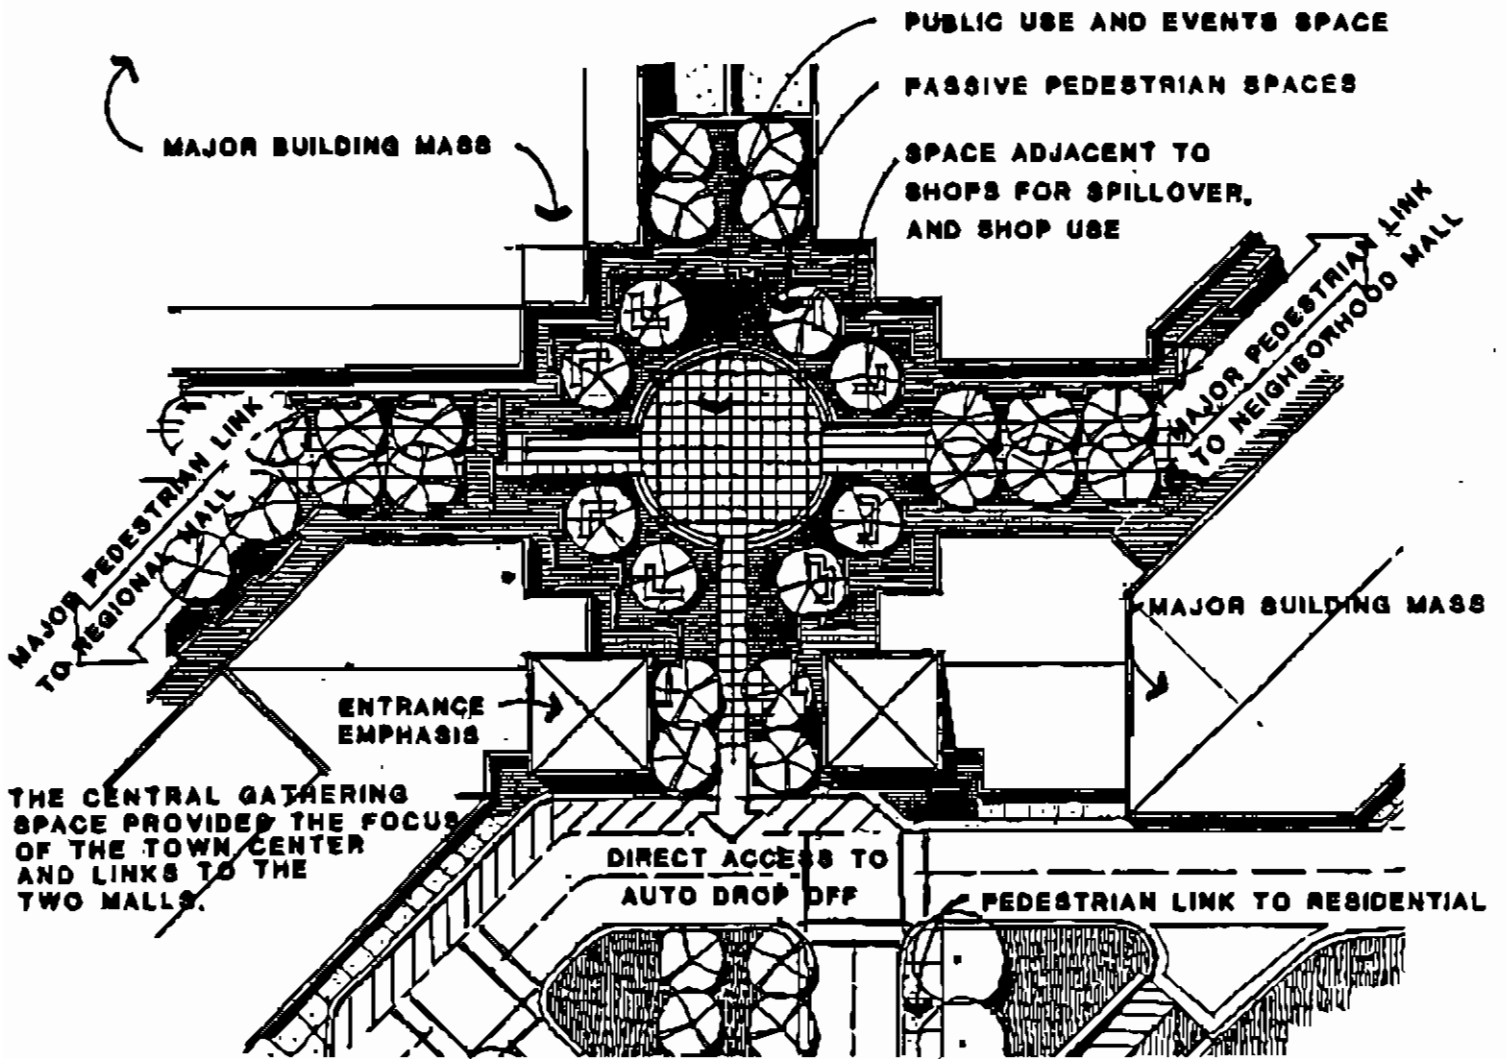 PUBLIC USE AND EVENTS SPACE
PASSIVE PEDESTRIAN SPACES
MAJOR BUILDING MASS
SPACE ADJACENT TO
SHOPS FOR SPILLOVER,
AND SHOP USE
MAJOR PEDESTRIAN LINK
TO NEIGHBORHOOD MALL
MAJOR PEDESTRIAN LINK
TO REGIONAL MALL
MAJOR BUILDING MASS
ENTRANCE
EMPHASIS
THE CENTRAL GATHERING
SPACE PROVIDES THE FOCUS
OF THE TOWN CENTER
AND LINKS TO THE
TWO MALLS.
DIRECT ACCESS TO
AUTO DROP OFF
PEDESTRIAN LINK TO RESIDENTIAL